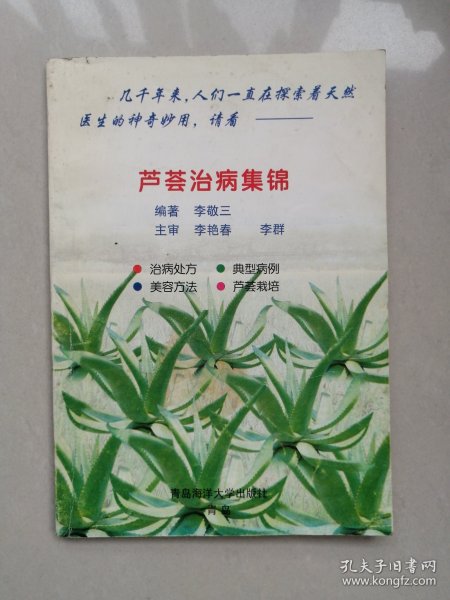 几千年来，人们一直在探索着天然
医生的神奇妙用，请看 ———
芦荟治病集锦
编著 李敬三
主审 李艳春 李群
● 治病处方 ● 典型病例
● 美容方法 ● 芦荟栽培
青岛海洋大学出版社
青岛
孔夫子旧书网
www.kongfz.com